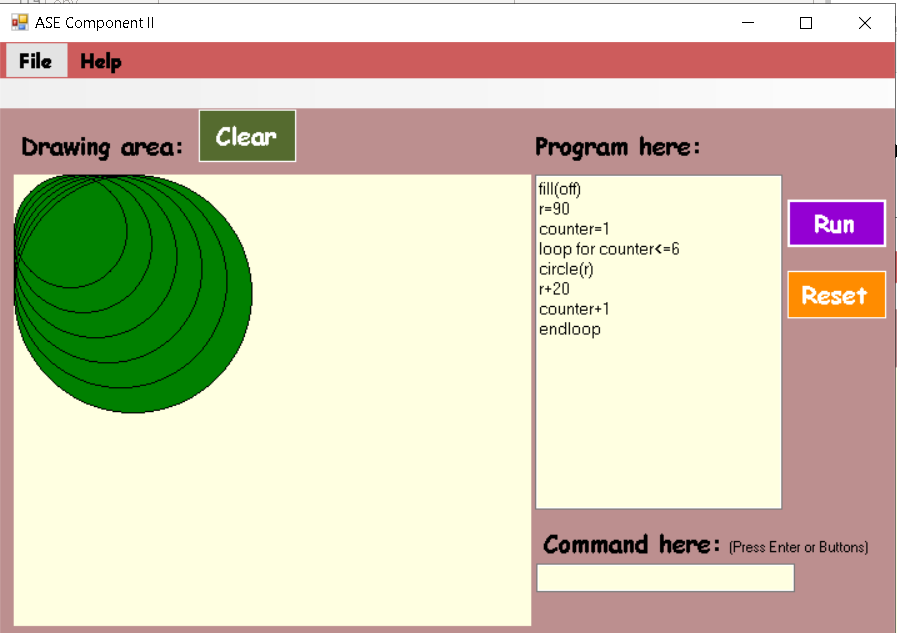 ASE Component II
File Help
Drawing area: Clear
Program here:
fill(off)
r=90
counter=1
loop for counter<=6
circle(r)
r+20
counter+1
endloop
Run
Reset
Command here: (Press Enter or Buttons)